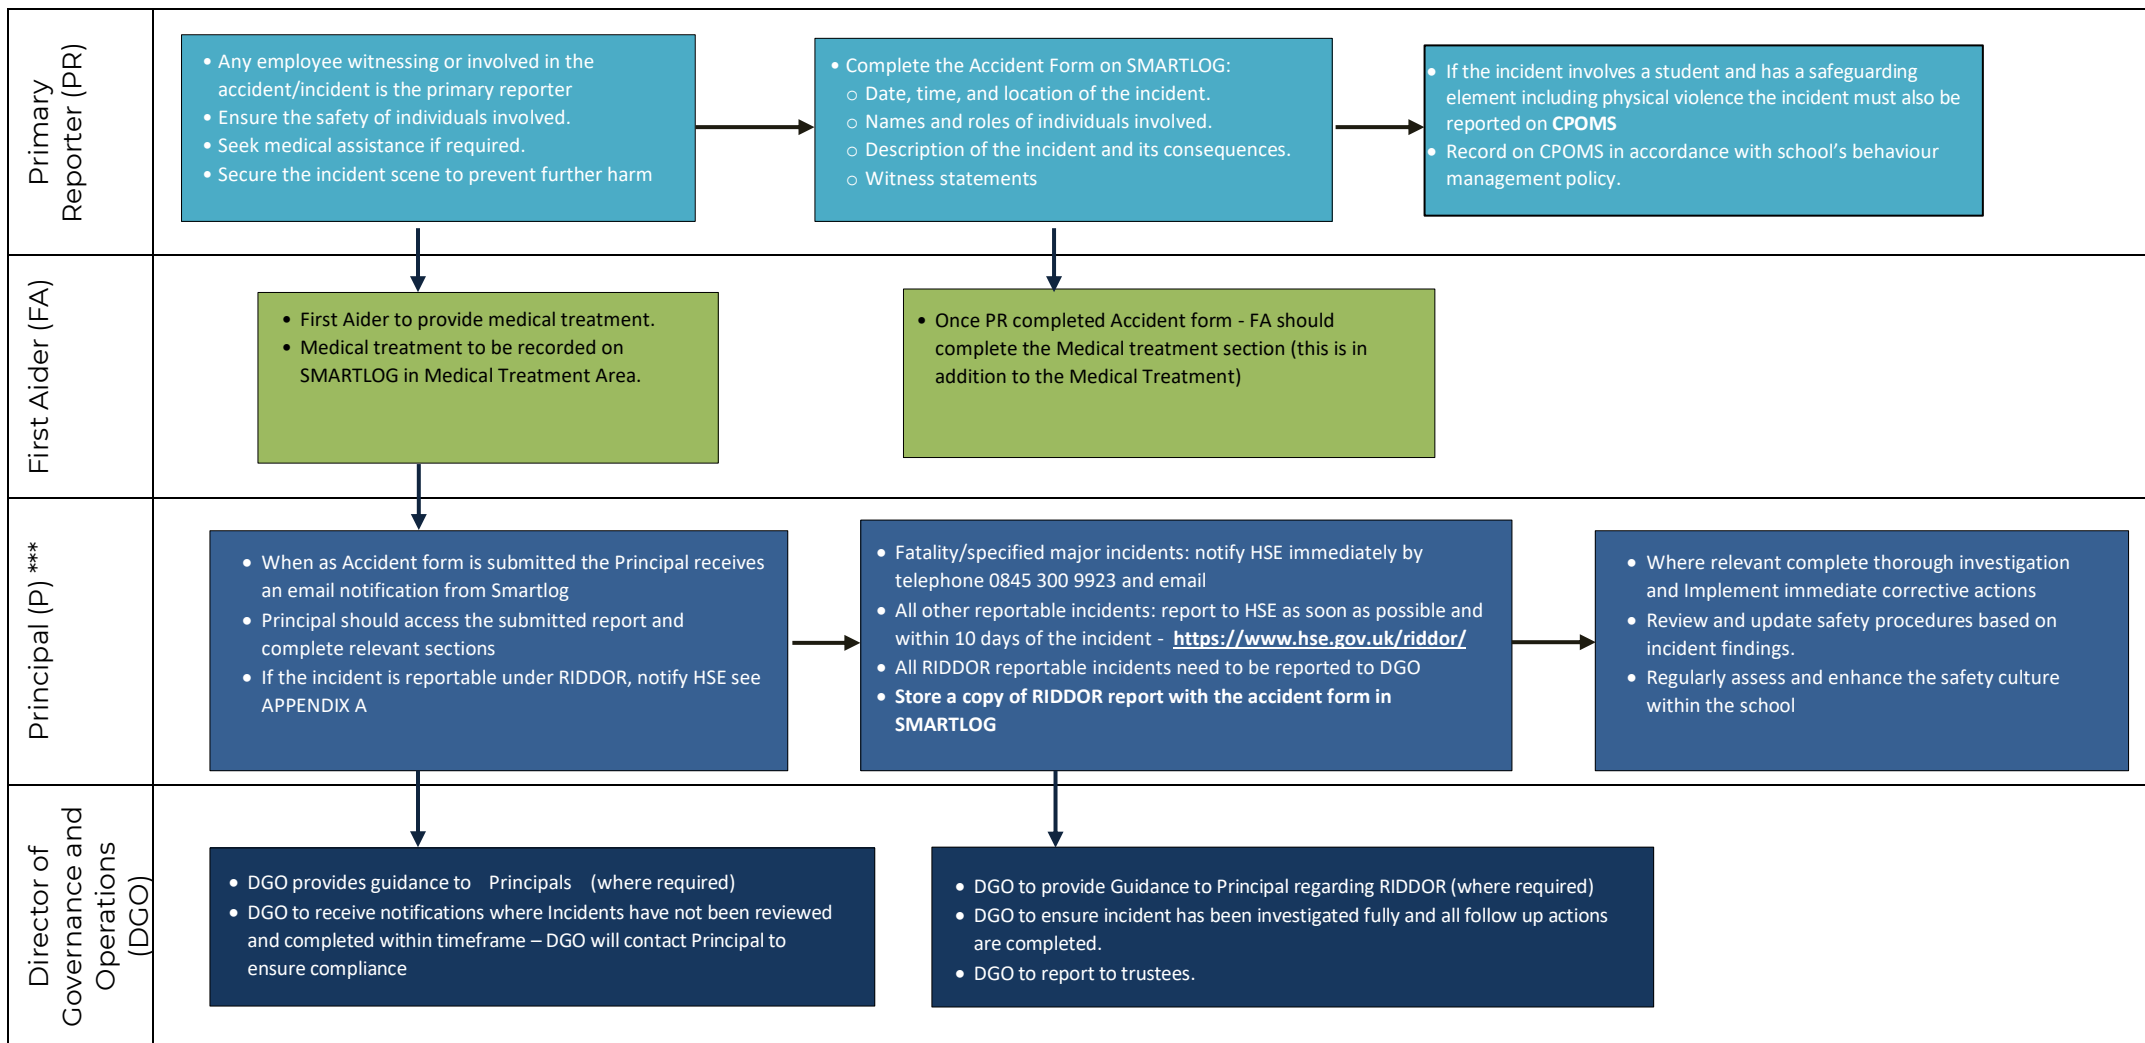 Primary
Reporter (PR)
• Any employee witnessing or involved in the
accident/incident is the primary reporter
• Ensure the safety of individuals involved.
• Seek medical assistance if required.
• Secure the incident scene to prevent further harm
• Complete the Accident Form on SMARTLOG:
o Date, time, and location of the incident.
o Names and roles of individuals involved.
o Description of the incident and its consequences.
o Witness statements
• If the incident involves a student and has a safeguarding
element including physical violence the incident must also be
reported on CPOMS
• Record on CPOMS in accordance with school’s behaviour
management policy.
First Aider (FA)
• First Aider to provide medical treatment.
• Medical treatment to be recorded on
SMARTLOG in Medical Treatment Area.
• Once PR completed Accident form - FA should
complete the Medical treatment section (this is in
addition to the Medical Treatment)
Principal (P) ***
• When as Accident form is submitted the Principal receives
an email notification from Smartlog
• Principal should access the submitted report and
complete relevant sections
• If the incident is reportable under RIDDOR, notify HSE see
APPENDIX A
• Fatality/specified major incidents: notify HSE immediately by
telephone 0845 300 9923 and email
• All other reportable incidents: report to HSE as soon as possible and
within 10 days of the incident - https://www.hse.gov.uk/riddor/
• All RIDDOR reportable incidents need to be reported to DGO
• Store a copy of RIDDOR report with the accident form in
SMARTLOG
• Where relevant complete thorough investigation
and Implement immediate corrective actions
• Review and update safety procedures based on
incident findings.
• Regularly assess and enhance the safety culture
within the school
Director of
Governance and
Operations
(DGO)
• DGO provides guidance to Principals (where required)
• DGO to receive notifications where Incidents have not been reviewed
and completed within timeframe – DGO will contact Principal to
ensure compliance
• DGO to provide Guidance to Principal regarding RIDDOR (where required)
• DGO to ensure incident has been investigated fully and all follow up actions
are completed.
• DGO to report to trustees.